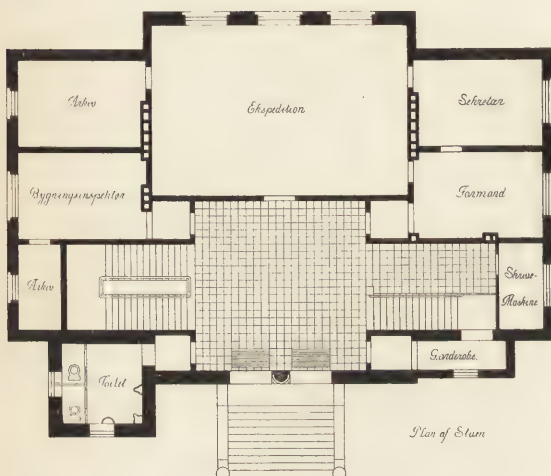 Arkiv
Ekspedition
Sekretær
Bygningsinspektør
Formand
Arkiv
Skrive-
Maskine
Toilet
Garderobe.
Plan af Stuen